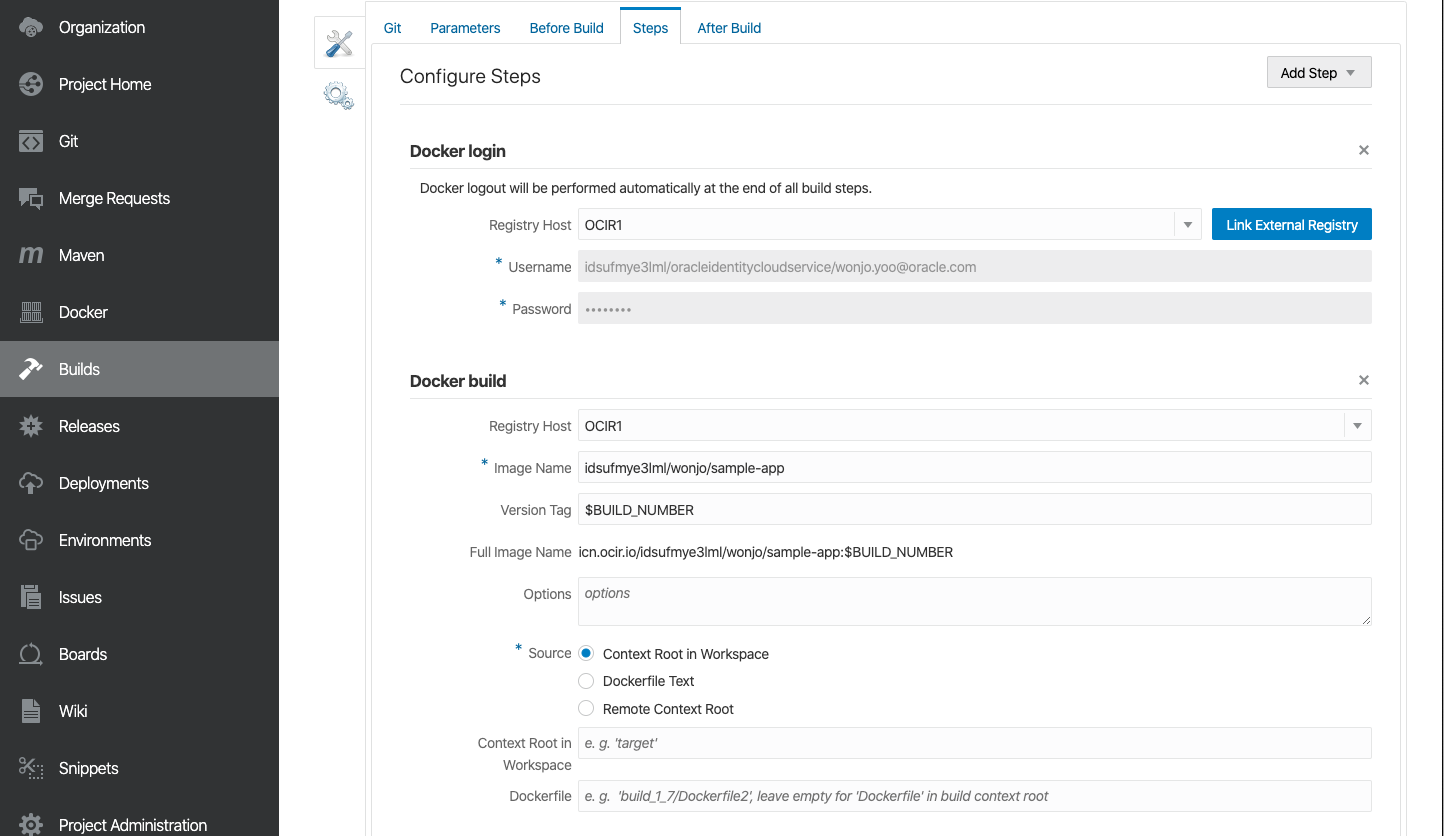 Organization
Project Home
Git
Merge Requests
Maven
Docker
Builds
Releases
Deployments
Environments
Issues
Boards
Wiki
Snippets
Project Administration
Git Parameters Before Build Steps After Build
Configure Steps
Add Step
Docker login
Docker logout will be performed automatically at the end of all build steps.
Registry Host OCIR1 Link External Registry
* Username idsufmye3lml/oracleidentitycloudservice/wonjo.yoo@oracle.com
* Password ••••••••
Docker build
Registry Host OCIR1
* Image Name idsufmye3lml/wonjo/sample-app
Version Tag $BUILD_NUMBER
Full Image Name icn.ocir.io/idsufmye3lml/wonjo/sample-app:$BUILD_NUMBER
Options options
* Source Context Root in Workspace
Dockerfile Text
Remote Context Root
Context Root in e. g. 'target'
Workspace
Dockerfile e. g. 'build_1_7/Dockerfile2', leave empty for 'Dockerfile' in build context root